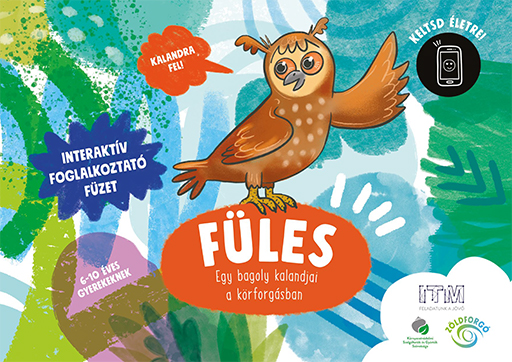 KALANDRA
FEL!
KELTSD ÉLETRE!
INTERAKTÍV
FOGLALKOZTATÓ
FÜZET
6-10 ÉVES
GYEREKEKNEK
FÜLES
Egy bagoly kalandjai
a körforgásban
ITM
FELADATUNK A JÖVŐ
ZÖLDFORGÓ